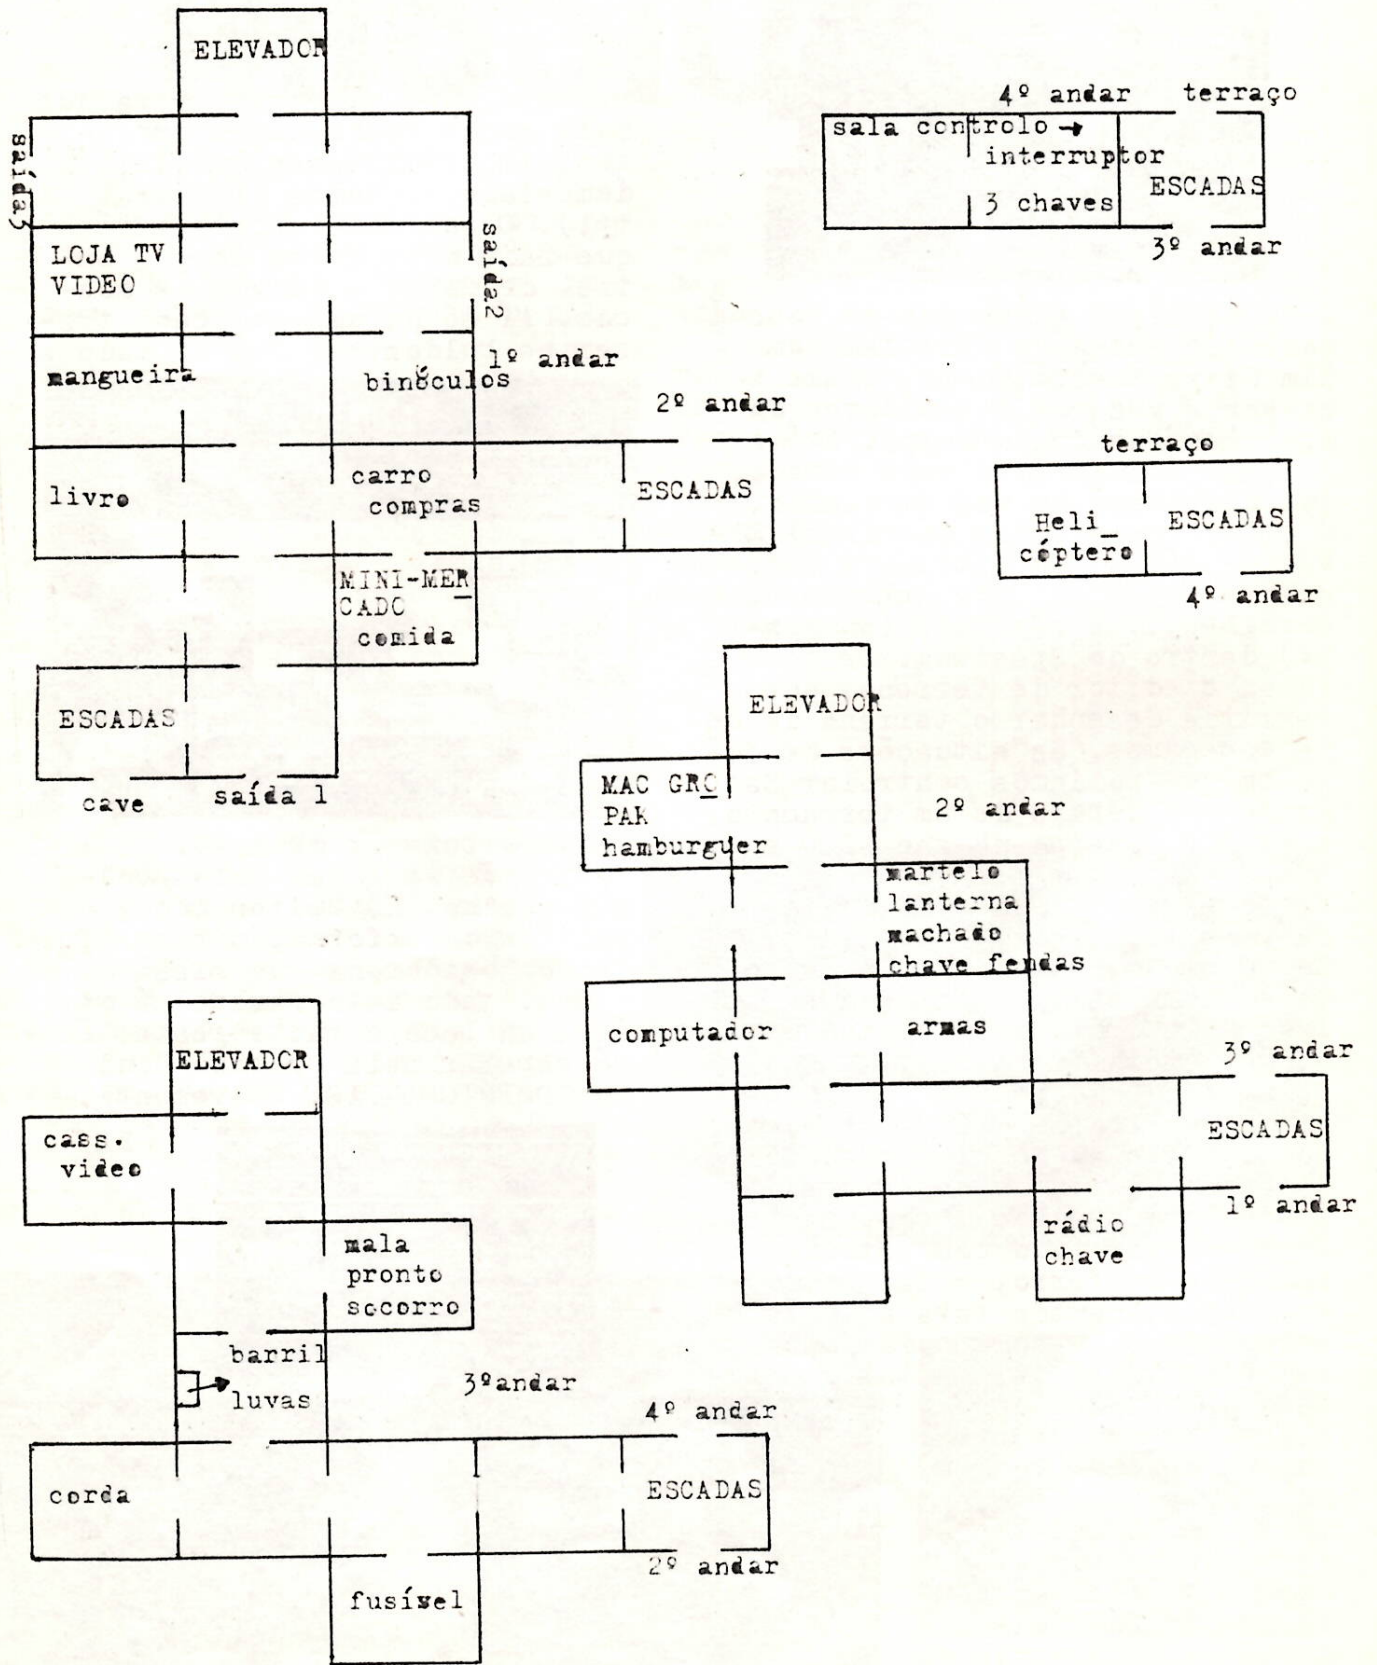 ELEVADOR
saída3
LOJA TV
VIDEO
saída2
mangueira
binóculos
1º andar
2º andar
livro
carro
compras
ESCADAS
MINI-MER
CADO
comida
ESCADAS
cave
saída 1
4º andar
terraço
sala controlo
interruptor
3 chaves
ESCADAS
3º andar
terraço
Heli_
cóptero
ESCADAS
4º andar
ELEVADOR
MAC GRO
PAK
hamburguer
2º andar
martelo
lanterna
machado
chave fendas
computador
armas
3º andar
ESCADAS
1º andar
rádio
chave
ELEVADOR
cass.
video
mala
pronto
socorro
barril
luvas
3ºandar
4º andar
corda
ESCADAS
2º andar
fusível